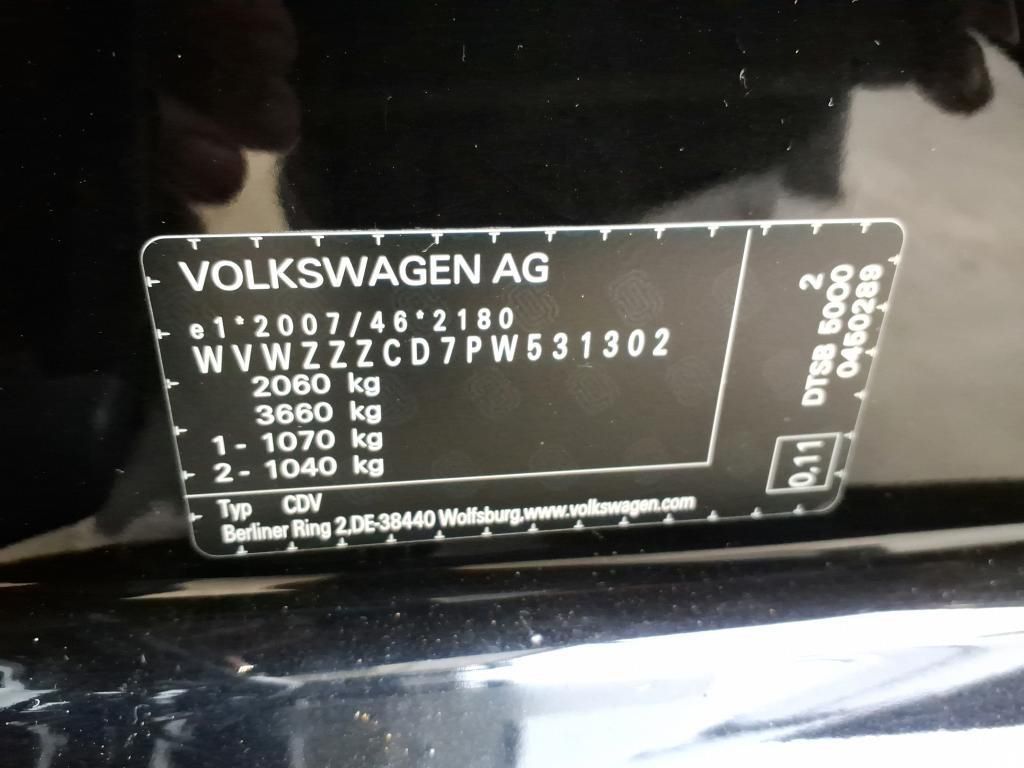 VOLKSWAGEN AG
e1*2007/46*2180
WVWZZZCD7PW531302
2060 kg
3660 kg
1- 1070 kg
2- 1040 kg
Typ CDV
Berliner Ring 2,DE-38440 Wolfsburg,www.volkswagen.com
2
DTSB 5000
0450289
0,11